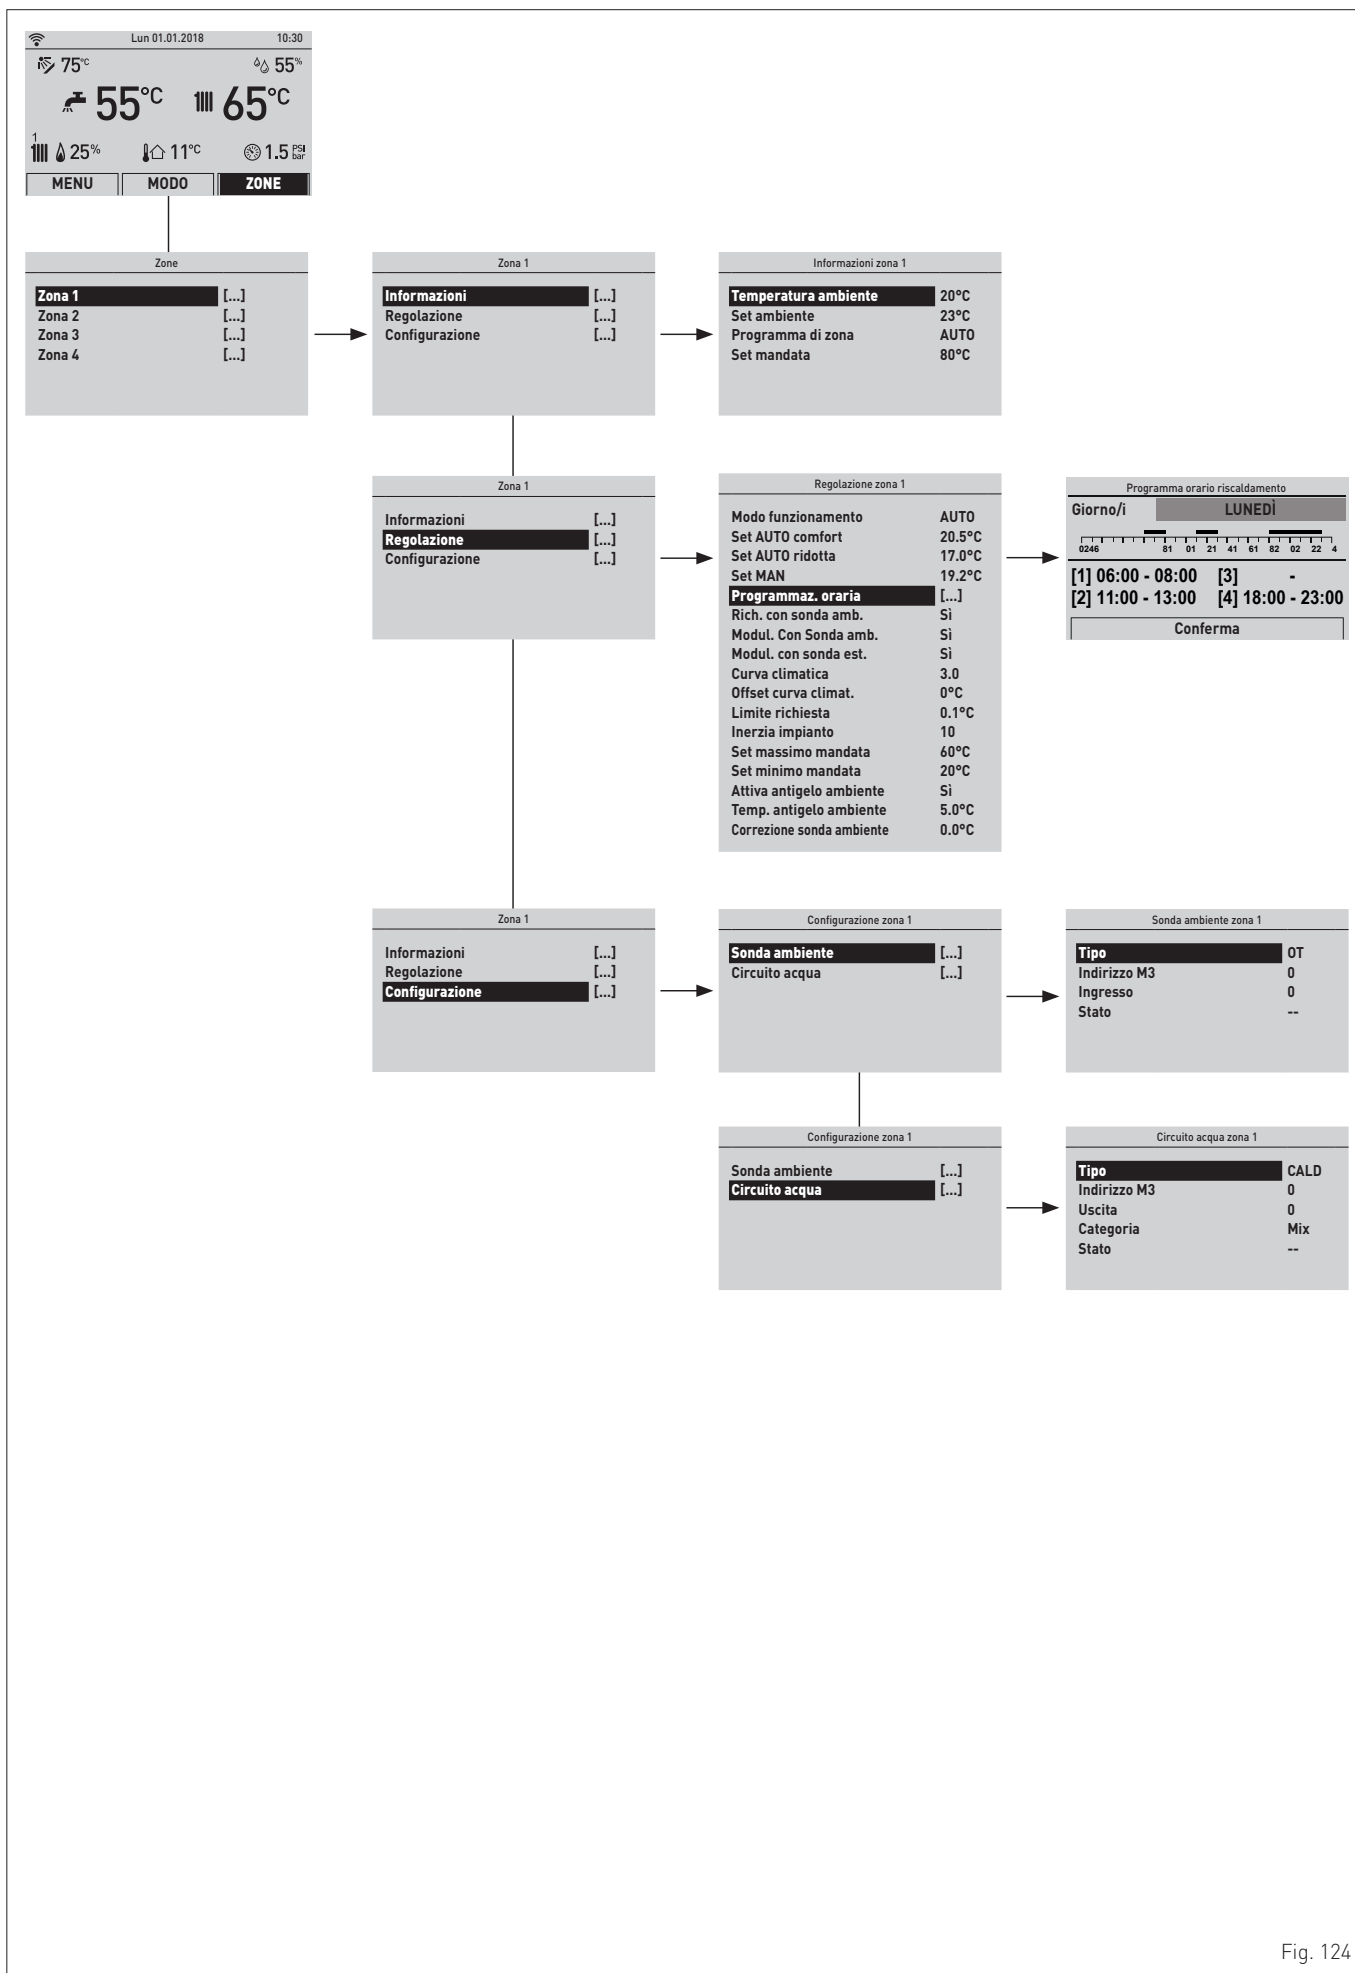 Lun 01.01.2018 10:30
75°C 55%
55°C 65°C
1
25% 11°C 1.5 PSI bar
MENU MODO ZONE
Zone
Zona 1 [...]
Zona 2 [...]
Zona 3 [...]
Zona 4 [...]
Zona 1
Informazioni [...]
Regolazione [...]
Configurazione [...]
Informazioni zona 1
Temperatura ambiente 20°C
Set ambiente 23°C
Programma di zona AUTO
Set mandata 80°C
Zona 1
Informazioni [...]
Regolazione [...]
Configurazione [...]
Regolazione zona 1
Modo funzionamento AUTO
Set AUTO comfort 20.5°C
Set AUTO ridotta 17.0°C
Set MAN 19.2°C
Programmaz. oraria [...]
Rich. con sonda amb. Sì
Modul. Con Sonda amb. Sì
Modul. con sonda est. Sì
Curva climatica 3.0
Offset curva climat. 0°C
Limite richiesta 0.1°C
Inerzia impianto 10
Set massimo mandata 60°C
Set minimo mandata 20°C
Attiva antigelo ambiente Sì
Temp. antigelo ambiente 5.0°C
Correzione sonda ambiente 0.0°C
Programma orario riscaldamento
Giorno/i LUNEDÌ
0246 81 01 21 41 61 82 02 22 4
[1] 06:00 - 08:00 [3] -
[2] 11:00 - 13:00 [4] 18:00 - 23:00
Conferma
Zona 1
Informazioni [...]
Regolazione [...]
Configurazione [...]
Configurazione zona 1
Sonda ambiente [...]
Circuito acqua [...]
Sonda ambiente zona 1
Tipo OT
Indirizzo M3 0
Ingresso 0
Stato --
Configurazione zona 1
Sonda ambiente [...]
Circuito acqua [...]
Circuito acqua zona 1
Tipo CALD
Indirizzo M3 0
Uscita 0
Categoria Mix
Stato --
Fig. 124